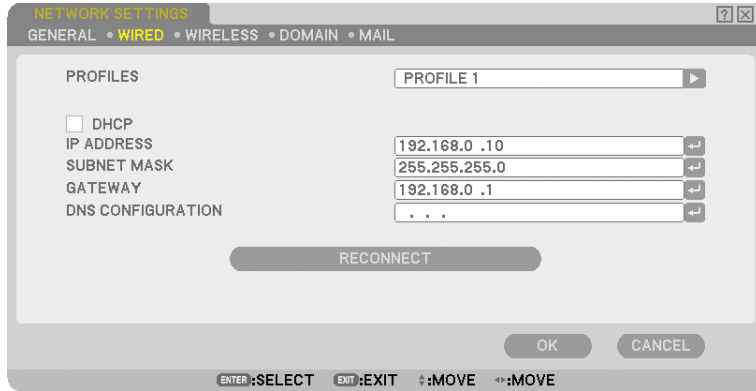 NETWORK SETTINGS
GENERAL • WIRED • WIRELESS • DOMAIN • MAIL
PROFILES PROFILE 1
DHCP
IP ADDRESS 192.168.0 .10
SUBNET MASK 255.255.255.0
GATEWAY 192.168.0 .1
DNS CONFIGURATION . . .
RECONNECT
OK CANCEL
ENTER :SELECT EXIT :EXIT :MOVE :MOVE